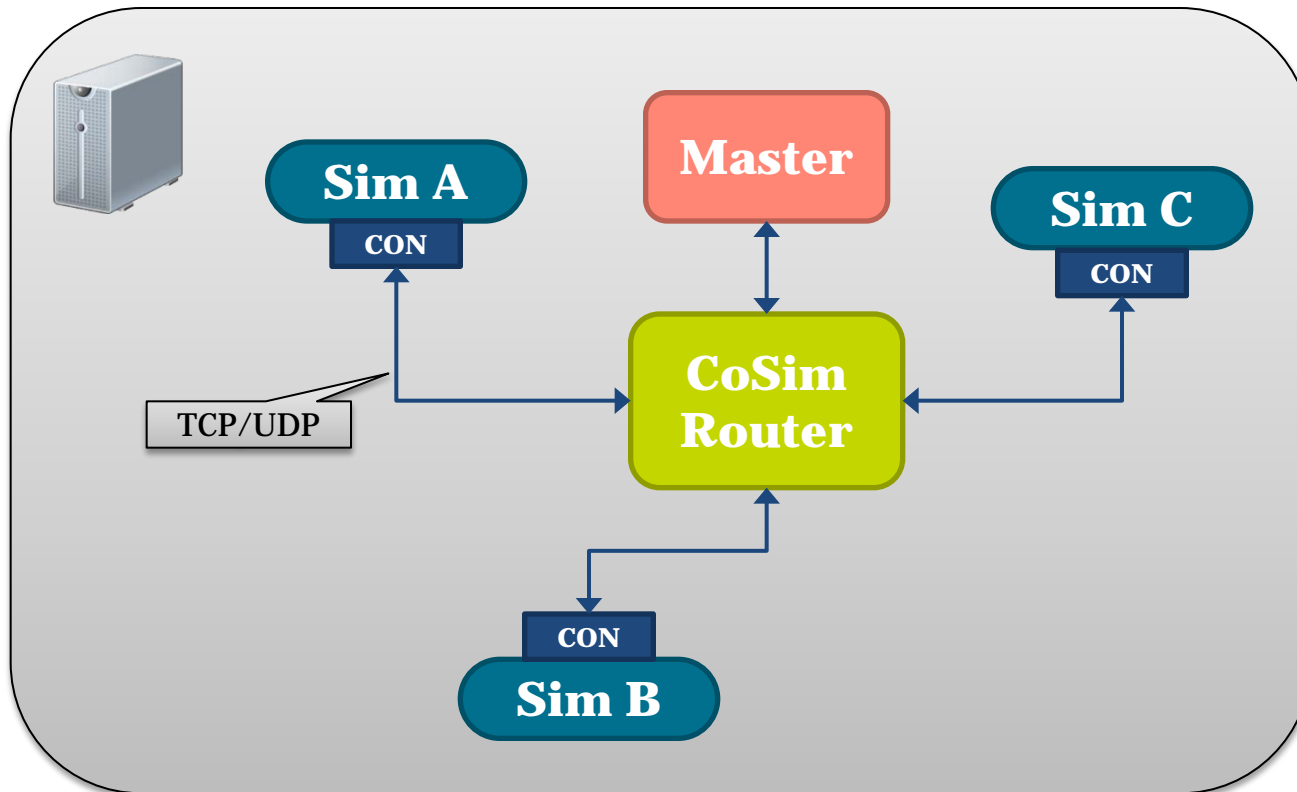 Master
Sim A
CON
Sim C
CON
CoSim
Router
TCP/UDP
CON
Sim B